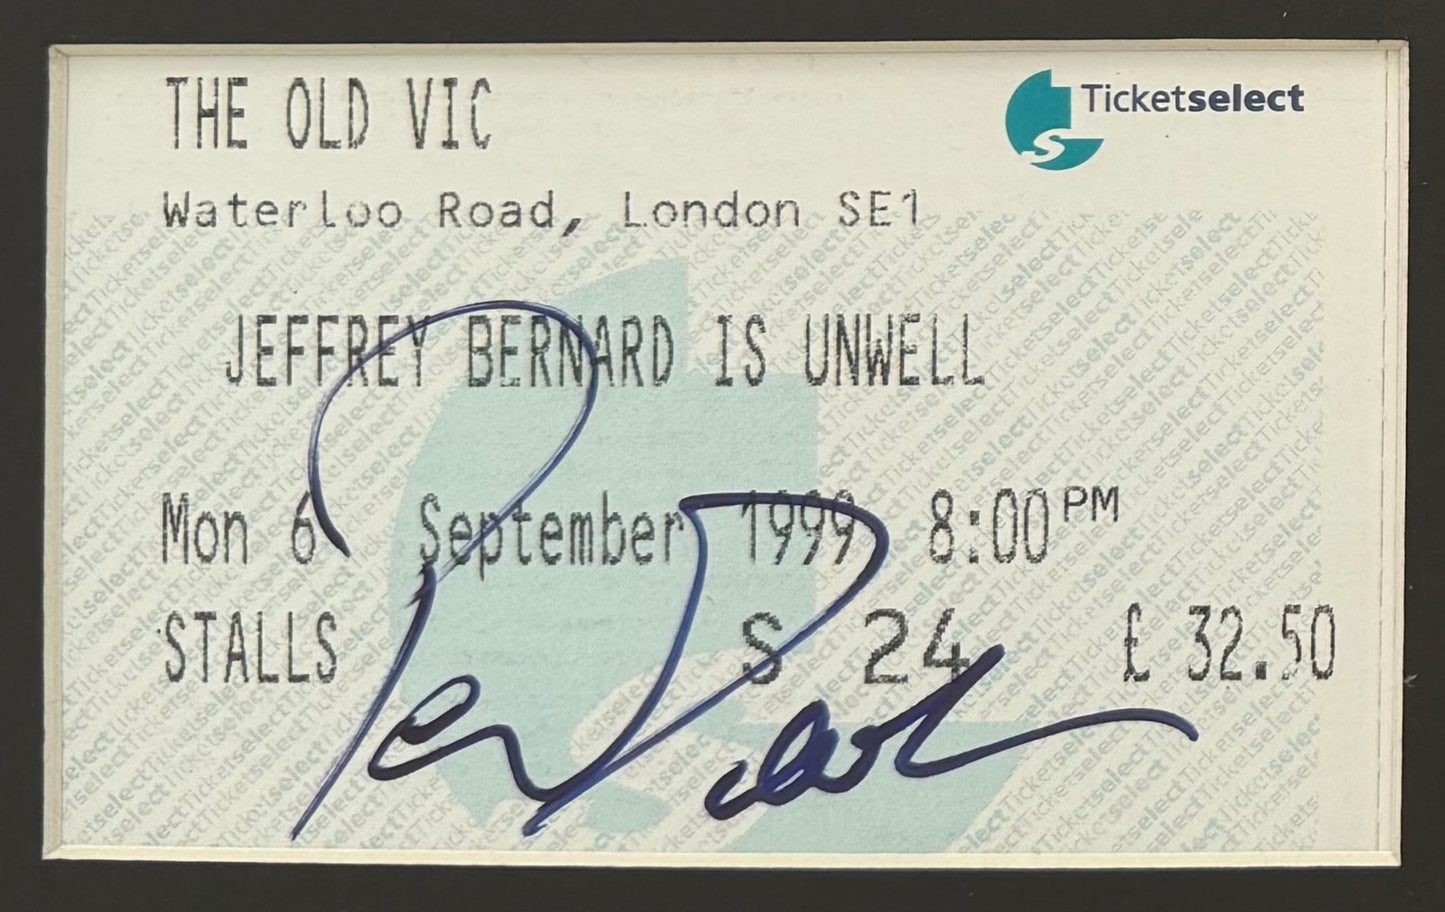 THE OLD VIC
Ticketselect
Waterloo Road, London SE1
JEFFREY BERNARD IS UNWELL
Mon 6 September 1999 8:00PM
STALLS S 24 £ 32.50